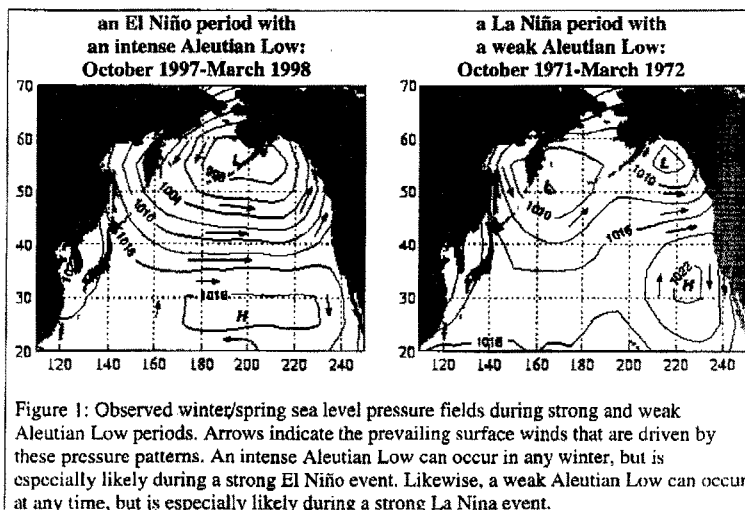 an El Niño period with
an intense Aleutian Low:
October 1997-March 1998
a La Niña period with
a weak Aleutian Low:
October 1971-March 1972
70
60
50
40
30
20
998
L
1004
1010
1016
1016
H
120 140 160 180 200 220 240
70
60
50
40
30
20
L
L
1010
1010
1016
1022
H
1016
120 140 160 180 200 220 240
Figure 1: Observed winter/spring sea level pressure fields during strong and weak
Aleutian Low periods. Arrows indicate the prevailing surface winds that are driven by
these pressure patterns. An intense Aleutian Low can occur in any winter, but is
especially likely during a strong El Niño event. Likewise, a weak Aleutian Low can occur
at any time, but is especially likely during a strong La Nina event.